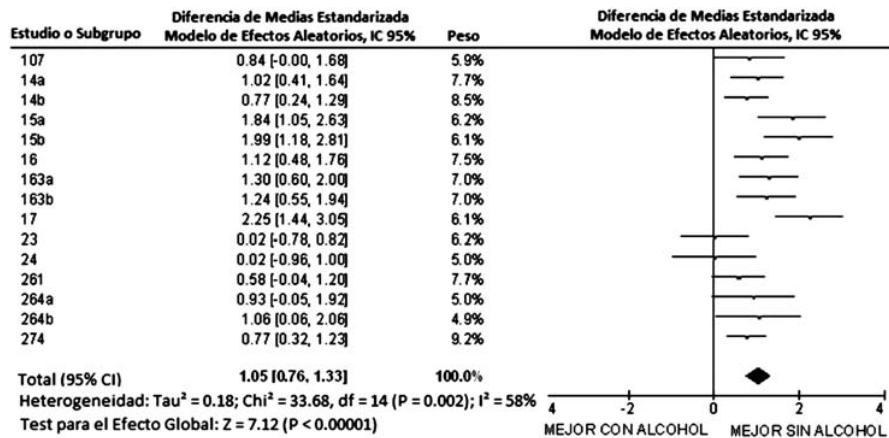 Diferencia de Medias Estandarizada Diferencia de Medias Estandarizada
Estudio o Subgrupo Modelo de Efectos Aleatorios, IC 95% Peso Modelo de Efectos Aleatorios, IC 95%
107 0.84 [-0.00, 1.68] 5.9%
14a 1.02 [0.41, 1.64] 7.7%
14b 0.77 [0.24, 1.29] 8.5%
15a 1.84 [1.05, 2.63] 6.2%
15b 1.99 [1.18, 2.81] 6.1%
16 1.12 [0.48, 1.76] 7.5%
163a 1.30 [0.60, 2.00] 7.0%
163b 1.24 [0.55, 1.94] 7.0%
17 2.25 [1.44, 3.05] 6.1%
23 0.02 [-0.78, 0.82] 6.2%
24 0.02 [-0.96, 1.00] 5.0%
261 0.58 [-0.04, 1.20] 7.7%
264a 0.93 [-0.05, 1.92] 5.0%
264b 1.06 [0.06, 2.06] 4.9%
274 0.77 [0.32, 1.23] 9.2%
Total (95% CI) 1.05 [0.76, 1.33] 100.0%
Heterogeneidad: Tau² = 0.18; Chi² = 33.68, df = 14 (P = 0.002); I² = 58%
4 -2 0 2 4
Test para el Efecto Global: Z = 7.12 (P < 0.00001)
MEJOR CON ALCOHOL MEJOR SIN ALCOHOL